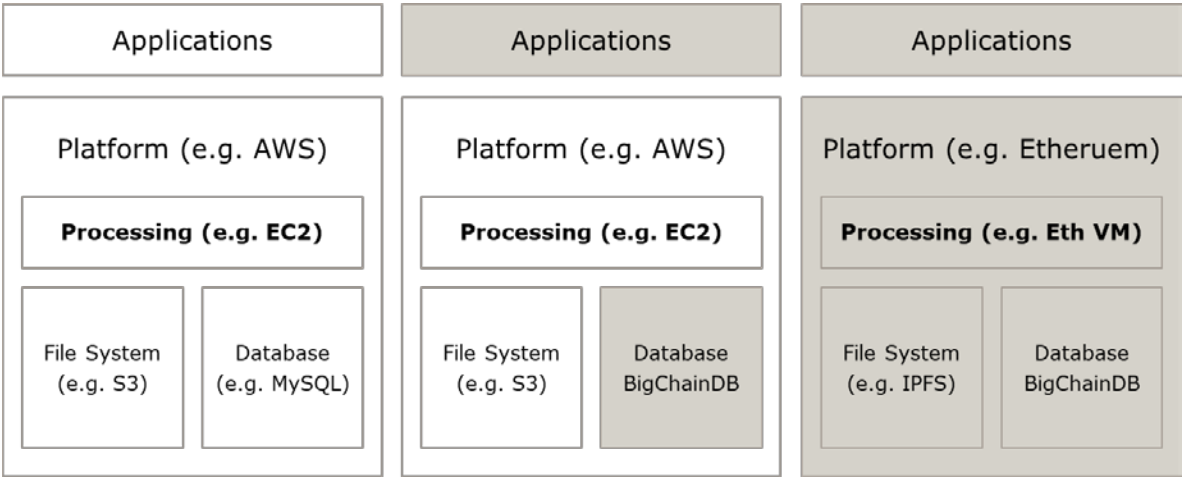 Applications
Platform (e.g. AWS)
Processing (e.g. EC2)
File System
(e.g. S3)
Database
(e.g. MySQL)
Applications
Platform (e.g. AWS)
Processing (e.g. EC2)
File System
(e.g. S3)
Database
BigChainDB
Applications
Platform (e.g. Etheruem)
Processing (e.g. Eth VM)
File System
(e.g. IPFS)
Database
BigChainDB